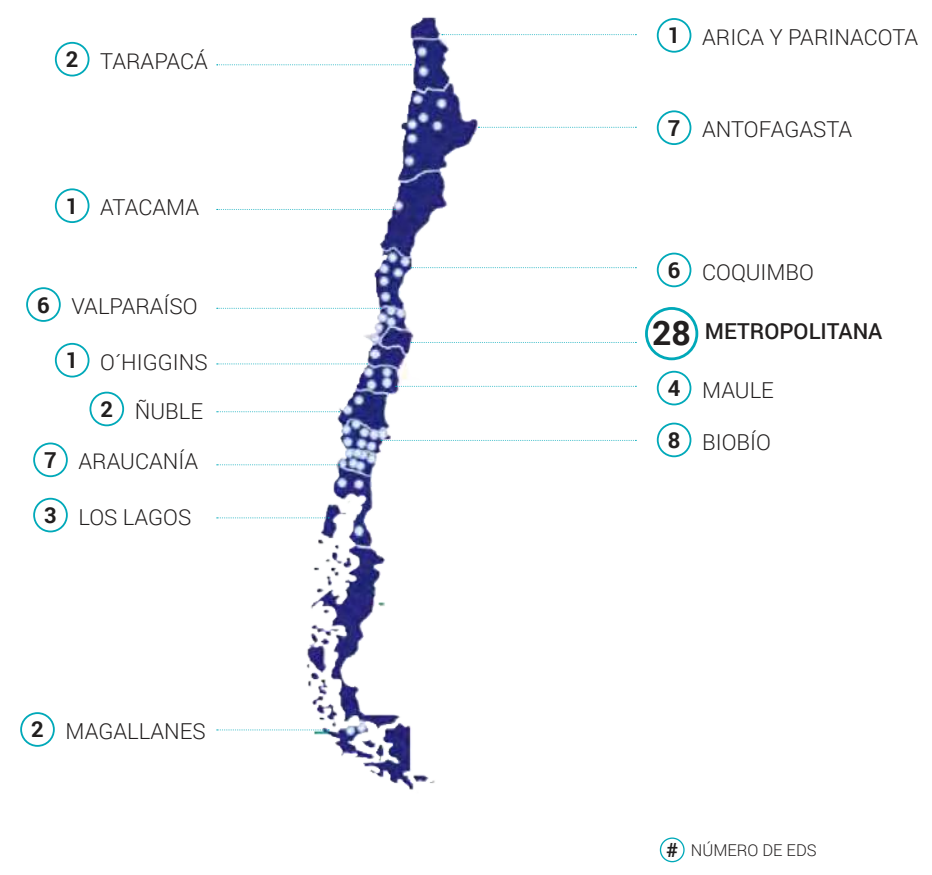 1 ARICA Y PARINACOTA
2 TARAPACÁ
7 ANTOFAGASTA
1 ATACAMA
6 COQUIMBO
6 VALPARAÍSO
28 METROPOLITANA
1 O´HIGGINS
4 MAULE
2 ÑUBLE
8 BIOBÍO
7 ARAUCANÍA
3 LOS LAGOS
2 MAGALLANES
# NÚMERO DE EDS